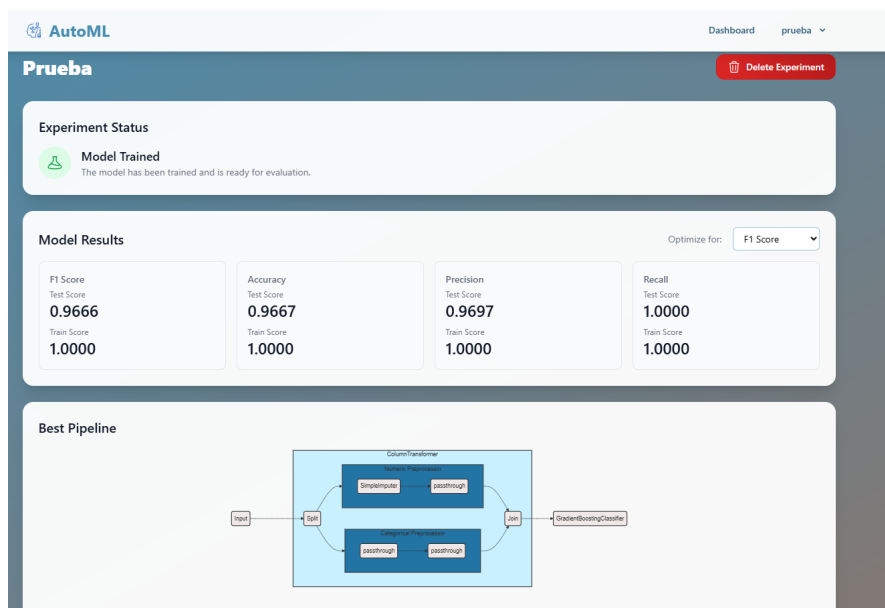 AutoML
Dashboard
prueba
Prueba
Delete Experiment
Experiment Status
Model Trained
The model has been trained and is ready for evaluation.
Model Results
Optimize for:
F1 Score
F1 Score
Test Score
0.9666
Train Score
1.0000
Accuracy
Test Score
0.9667
Train Score
1.0000
Precision
Test Score
0.9697
Train Score
1.0000
Recall
Test Score
1.0000
Train Score
1.0000
Best Pipeline
ColumnTransformer
Numeric Preprocessor
SimpleImputer
passthrough
Input
Split
Join
GradientBoostingClassifier
Categorical Preprocessor
passthrough
passthrough